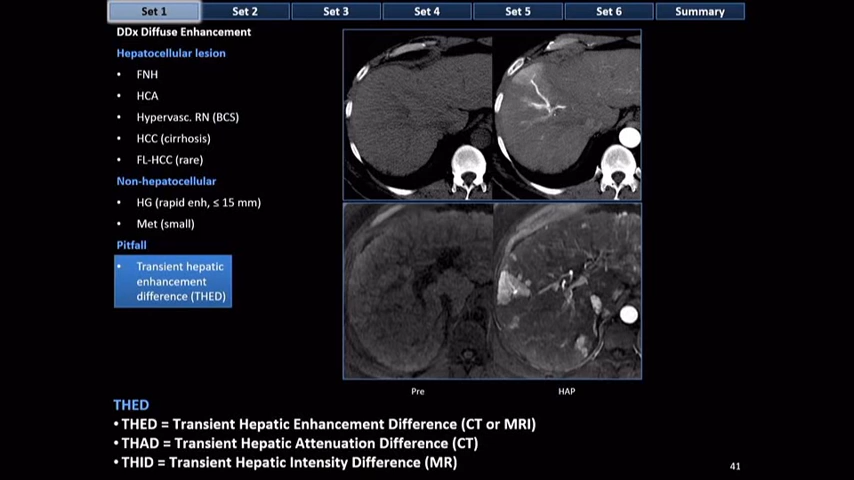 Set 1 Set 2 Set 3 Set 4 Set 5 Set 6 Summary
DDx Diffuse Enhancement
Hepatocellular lesion
• FNH
• HCA
• Hypervasc. RN (BCS)
• HCC (cirrhosis)
• FL-HCC (rare)
Non-hepatocellular
• HG (rapid enh, ≤ 15 mm)
• Met (small)
Pitfall
• Transient hepatic
enhancement
difference (THED)
Pre HAP
THED
• THED = Transient Hepatic Enhancement Difference (CT or MRI)
• THAD = Transient Hepatic Attenuation Difference (CT)
• THID = Transient Hepatic Intensity Difference (MR)
41